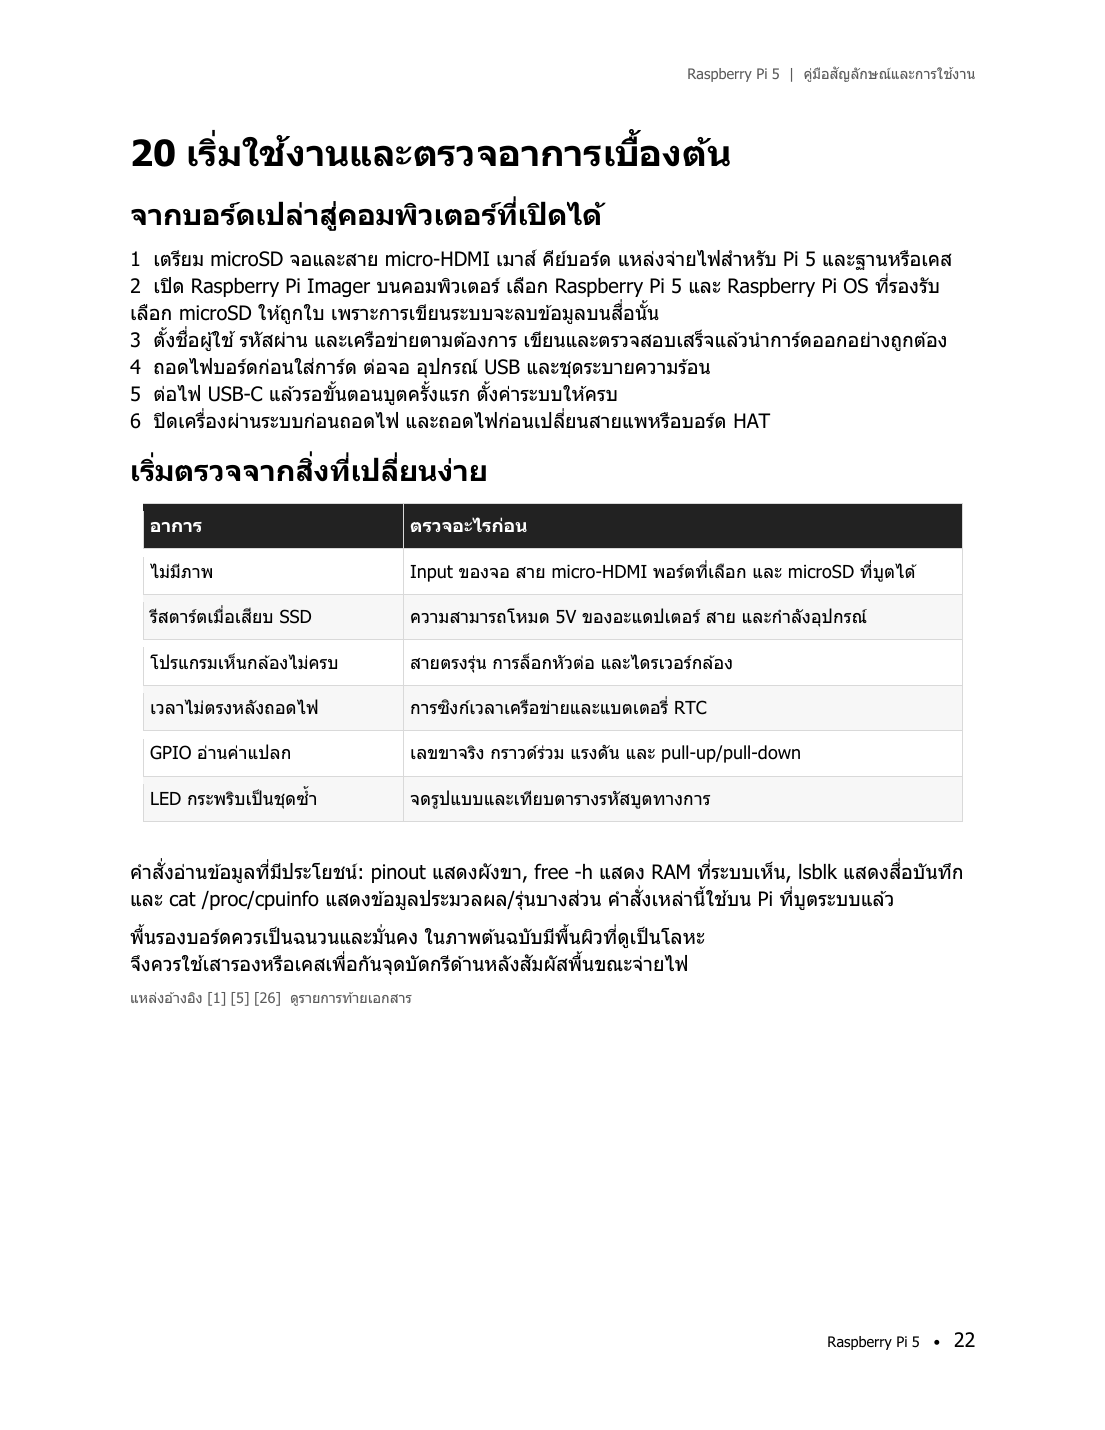 Raspberry Pi 5 | คู่มือสัญลักษณ์และการใช้งาน
20 เริ่มใช้งานและตรวจอาการเบื้องต้น
จากบอร์ดเปล่าสู่คอมพิวเตอร์ที่เปิดได้
1 เตรียม microSD จอและสาย micro-HDMI เมาส์ คีย์บอร์ด แหล่งจ่ายไฟสำหรับ Pi 5 และฐานหรือเคส
2 เปิด Raspberry Pi Imager บนคอมพิวเตอร์ เลือก Raspberry Pi 5 และ Raspberry Pi OS ที่รองรับ
เลือก microSD ให้ถูกใบ เพราะการเขียนระบบจะลบข้อมูลบนสื่อนั้น
3 ตั้งชื่อผู้ใช้ รหัสผ่าน และเครือข่ายตามต้องการ เขียนและตรวจสอบเสร็จแล้วนำการ์ดออกอย่างถูกต้อง
4 ถอดไฟบอร์ดก่อนใส่การ์ด ต่อจอ อุปกรณ์ USB และชุดระบายความร้อน
5 ต่อไฟ USB-C แล้วรอขั้นตอนบูตครั้งแรก ตั้งค่าระบบให้ครบ
6 ปิดเครื่องผ่านระบบก่อนถอดไฟ และถอดไฟก่อนเปลี่ยนสายแพหรือบอร์ด HAT
เริ่มตรวจจากสิ่งที่เปลี่ยนง่าย
อาการ ตรวจอะไรก่อน
ไม่มีภาพ Input ของจอ สาย micro-HDMI พอร์ตที่เลือก และ microSD ที่บูตได้
รีสตาร์ตเมื่อเสียบ SSD ความสามารถโหมด 5V ของอะแดปเตอร์ สาย และกำลังอุปกรณ์
โปรแกรมเห็นกล้องไม่ครบ สายตรงรุ่น การล็อกหัวต่อ และไดรเวอร์กล้อง
เวลาไม่ตรงหลังถอดไฟ การซิงก์เวลาเครือข่ายและแบตเตอรี่ RTC
GPIO อ่านค่าแปลก เลขขาจริง กราวด์ร่วม แรงดัน และ pull-up/pull-down
LED กระพริบเป็นชุดซ้ำ จดรูปแบบและเทียบตารางรหัสบูตทางการ
คำสั่งอ่านข้อมูลที่มีประโยชน์: pinout แสดงผังขา, free -h แสดง RAM ที่ระบบเห็น, lsblk แสดงสื่อบันทึก
และ cat /proc/cpuinfo แสดงข้อมูลประมวลผล/รุ่นบางส่วน คำสั่งเหล่านี้ใช้บน Pi ที่บูตระบบแล้ว
พื้นรองบอร์ดควรเป็นฉนวนและมั่นคง ในภาพต้นฉบับมีพื้นผิวที่ดูเป็นโลหะ
จึงควรใช้เสารองหรือเคสเพื่อกันจุดบัดกรีด้านหลังสัมผัสพื้นขณะจ่ายไฟ
แหล่งอ้างอิง [1] [5] [26] ดูรายการท้ายเอกสาร
Raspberry Pi 5 • 22